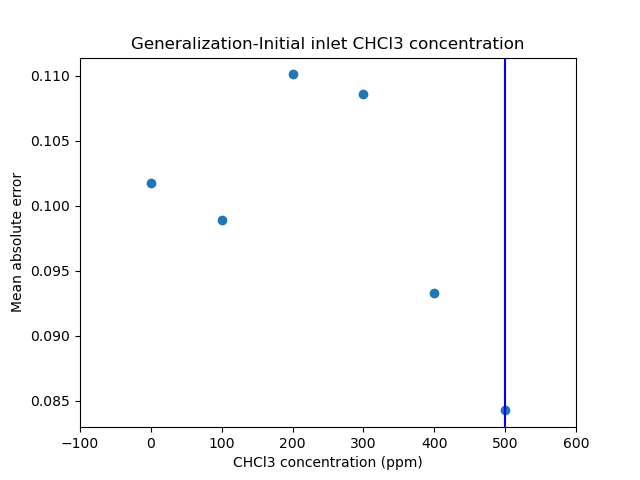 Generalization-Initial inlet CHCl3 concentration
0.110
0.105
0.100
0.095
0.090
0.085
Mean absolute error
−100 0 100 200 300 400 500 600
CHCl3 concentration (ppm)